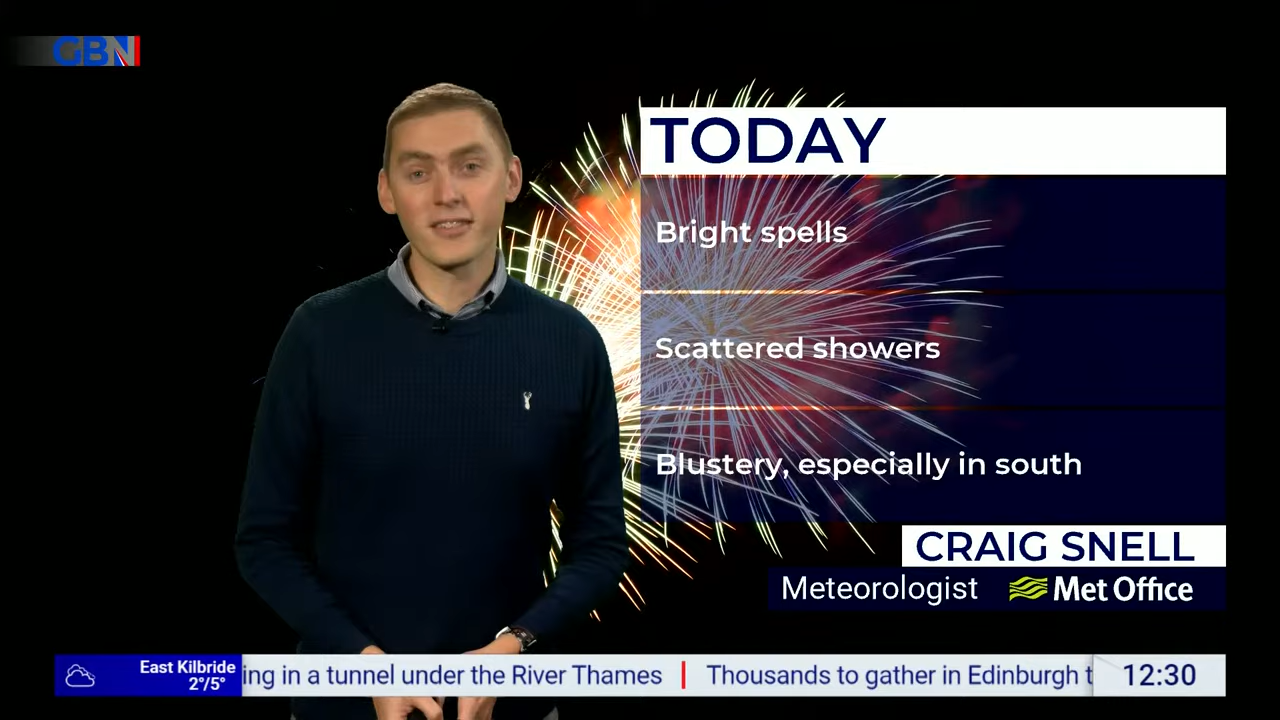 GBN
TODAY
Bright spells
Scattered showers
Blustery, especially in south
CRAIG SNELL
Meteorologist Met Office
East Kilbride
2°/5°
ing in a tunnel under the River Thames | Thousands to gather in Edinburgh t
12:30